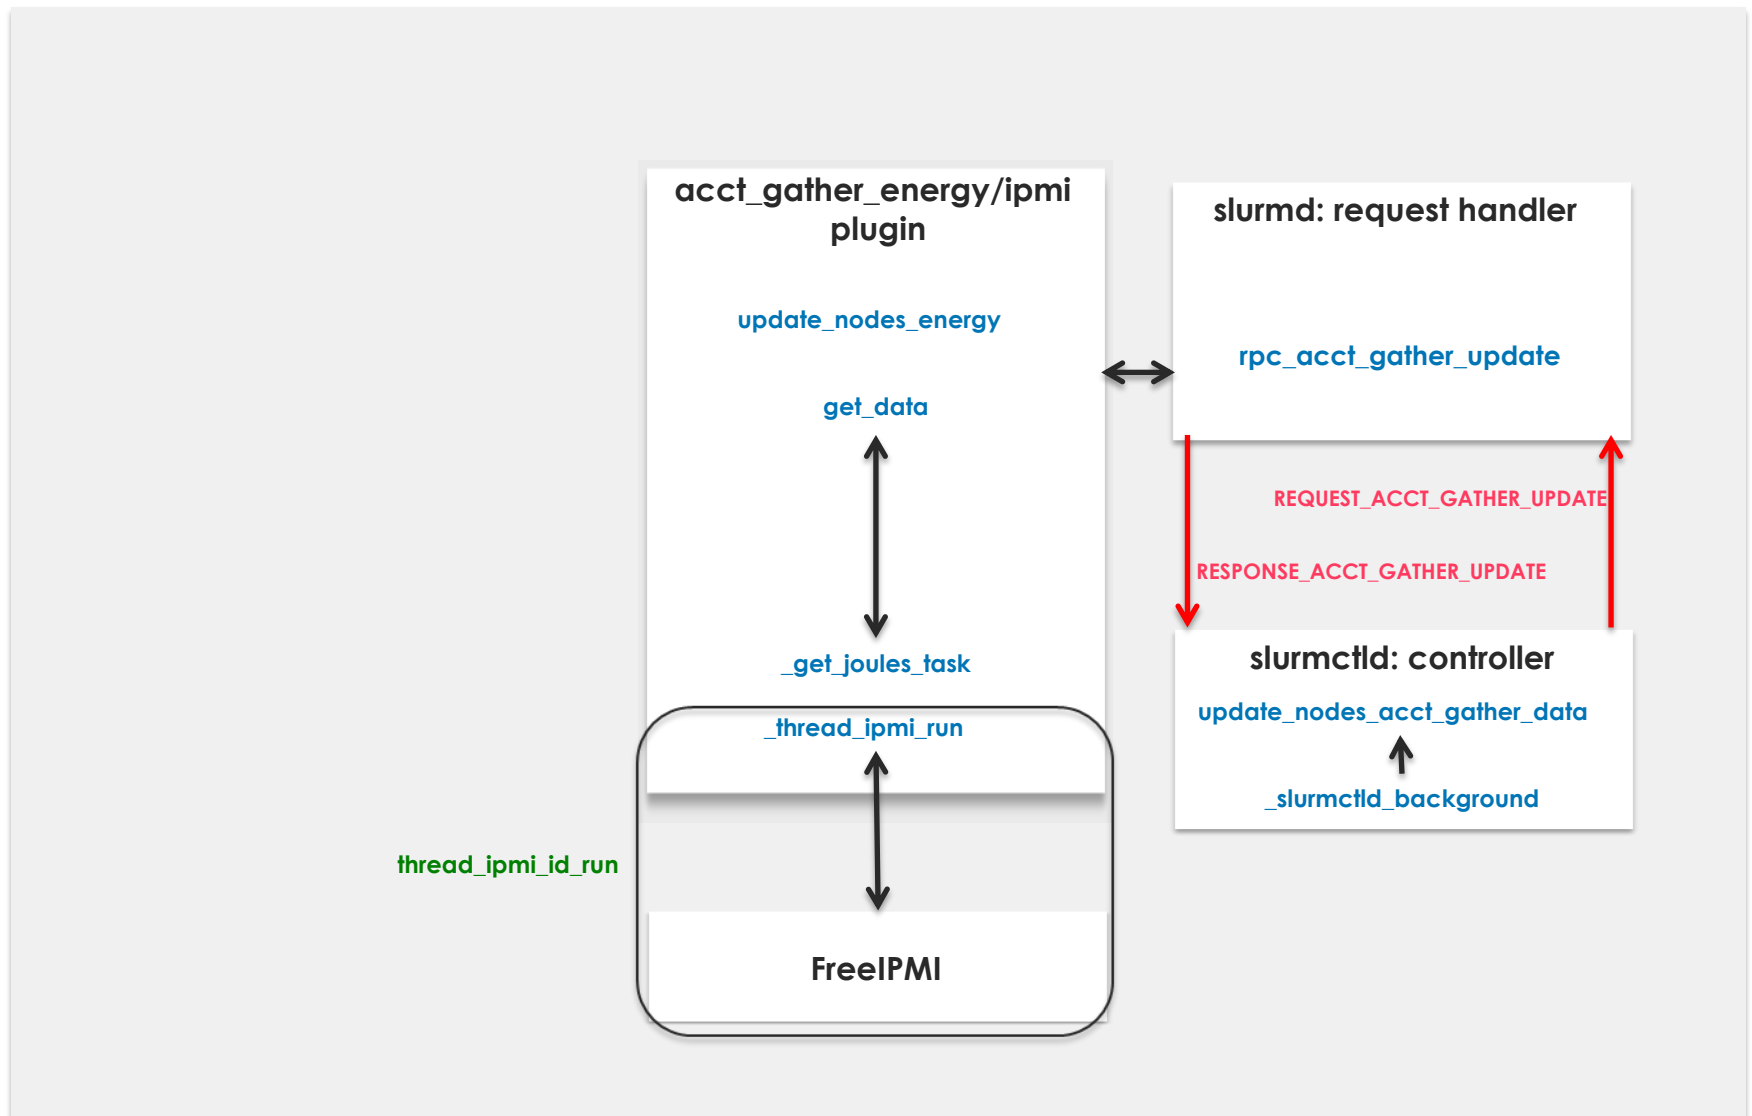 acct_gather_energy/ipmi
plugin
update_nodes_energy
get_data
_get_joules_task
_thread_ipmi_run
thread_ipmi_id_run
FreeIPMI
slurmd: request handler
rpc_acct_gather_update
REQUEST_ACCT_GATHER_UPDATE
RESPONSE_ACCT_GATHER_UPDATE
slurmctld: controller
update_nodes_acct_gather_data
_slurmctld_background